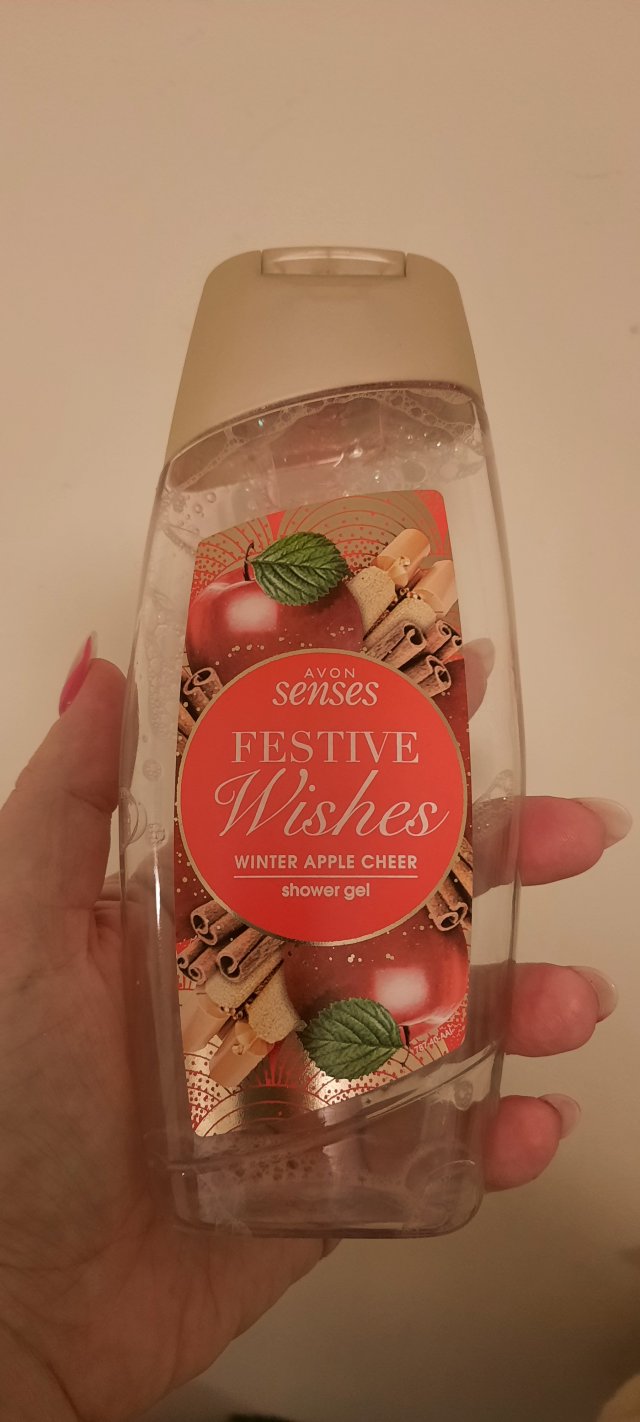 AVON
senses
FESTIVE
Wishes
WINTER APPLE CHEER
shower gel